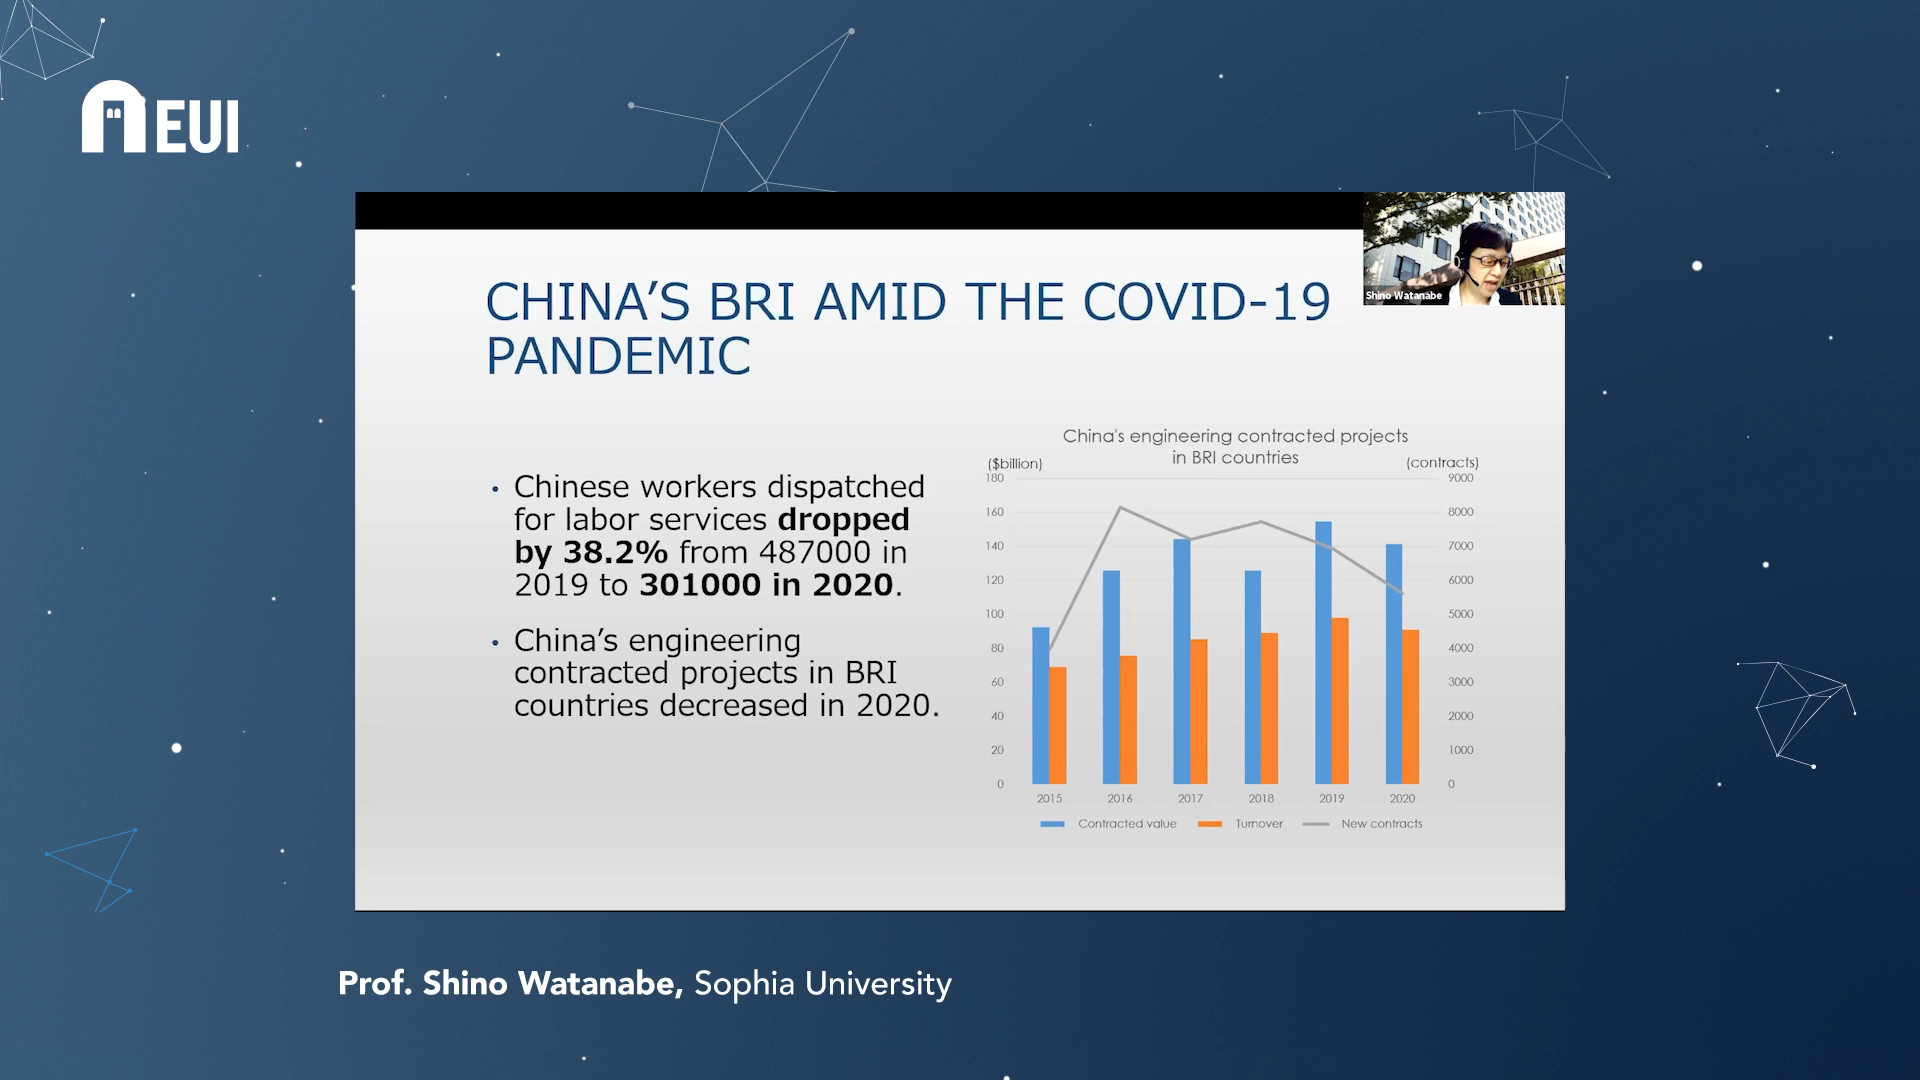 EUI
Shino Watanabe
CHINA’S BRI AMID THE COVID-19
PANDEMIC
• Chinese workers dispatched
for labor services dropped
by 38.2% from 487000 in
2019 to 301000 in 2020.
• China’s engineering
contracted projects in BRI
countries decreased in 2020.
China's engineering contracted projects
in BRI countries
($billion)
(contracts)
180
160
140
120
100
80
60
40
20
0
9000
8000
7000
6000
5000
4000
3000
2000
1000
0
2015 2016 2017 2018 2019 2020
Contracted value Turnover New contracts
Prof. Shino Watanabe, Sophia University